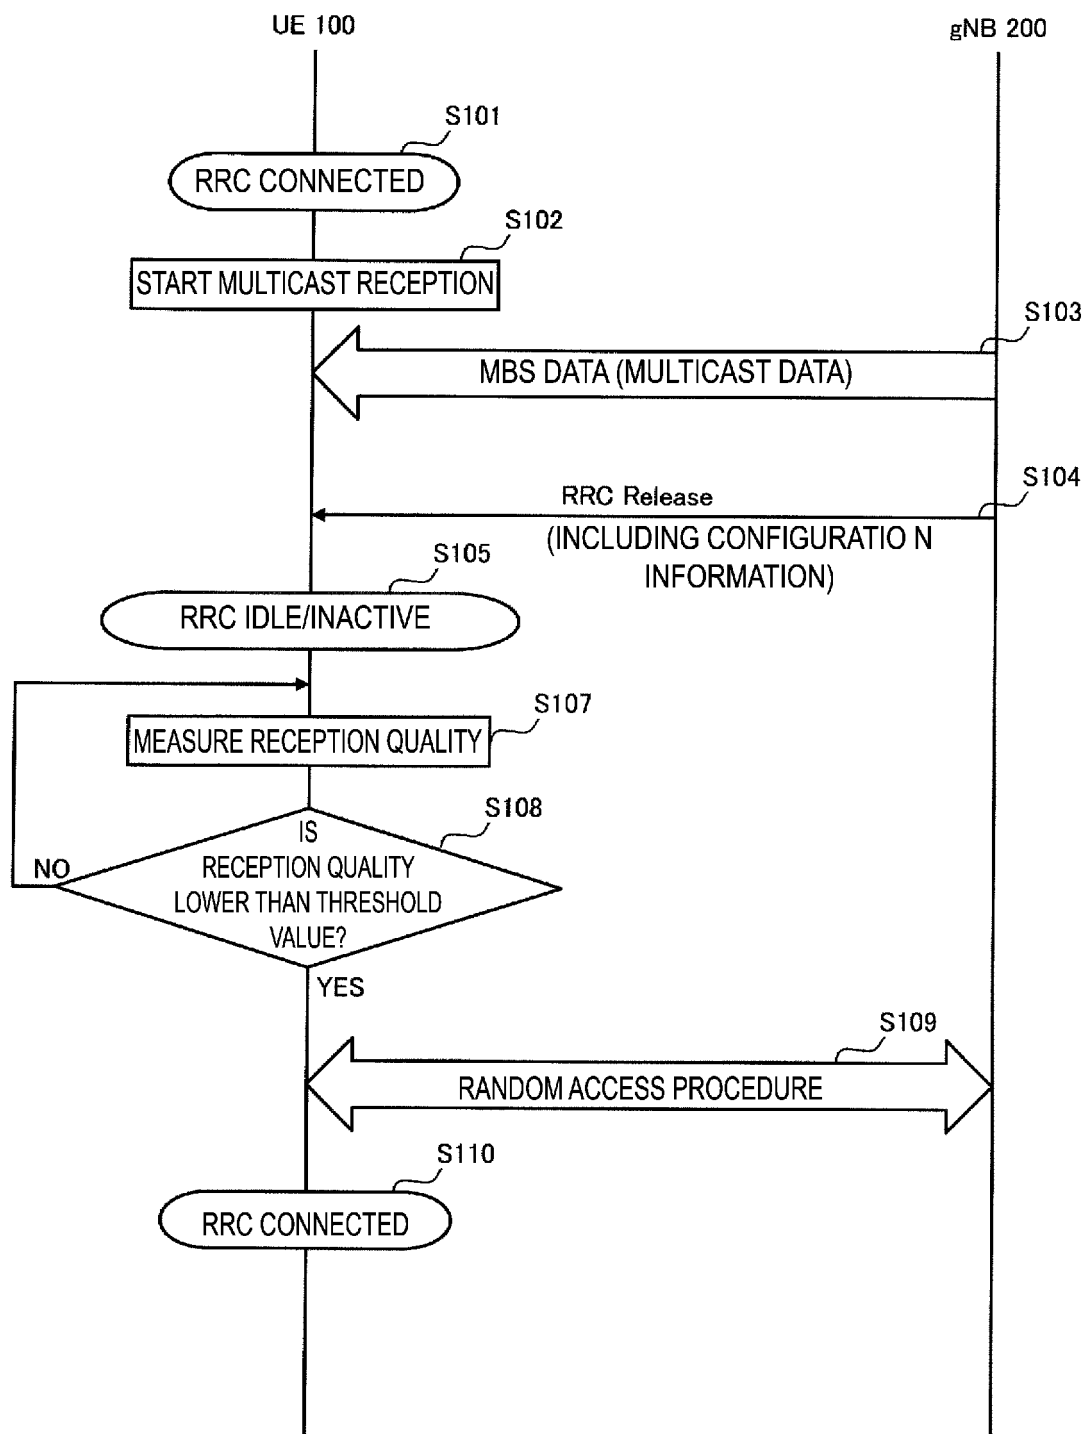 UE 100
gNB 200
S101
RRC CONNECTED
S102
START MULTICAST RECEPTION
S103
MBS DATA (MULTICAST DATA)
S104
RRC Release
(INCLUDING CONFIGURATIO N
INFORMATION)
S105
RRC IDLE/INACTIVE
S107
MEASURE RECEPTION QUALITY
S108
IS
RECEPTION QUALITY
LOWER THAN THRESHOLD
VALUE?
NO
YES
S109
RANDOM ACCESS PROCEDURE
S110
RRC CONNECTED